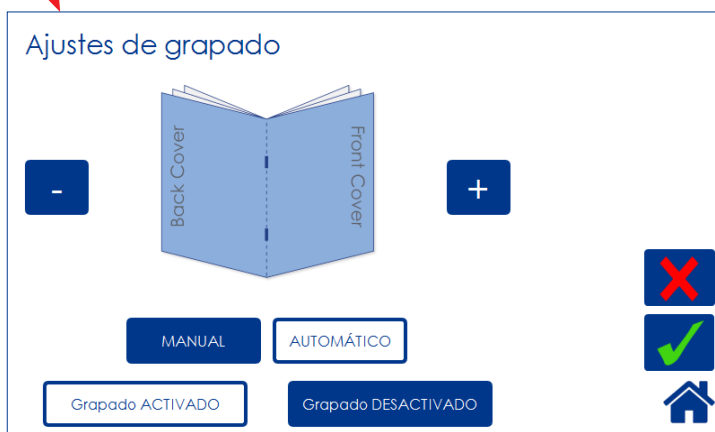 Ajustes de grapado
Back Cover
Front Cover
-
+
MANUAL
AUTOMÁTICO
Grapado ACTIVADO
Grapado DESACTIVADO